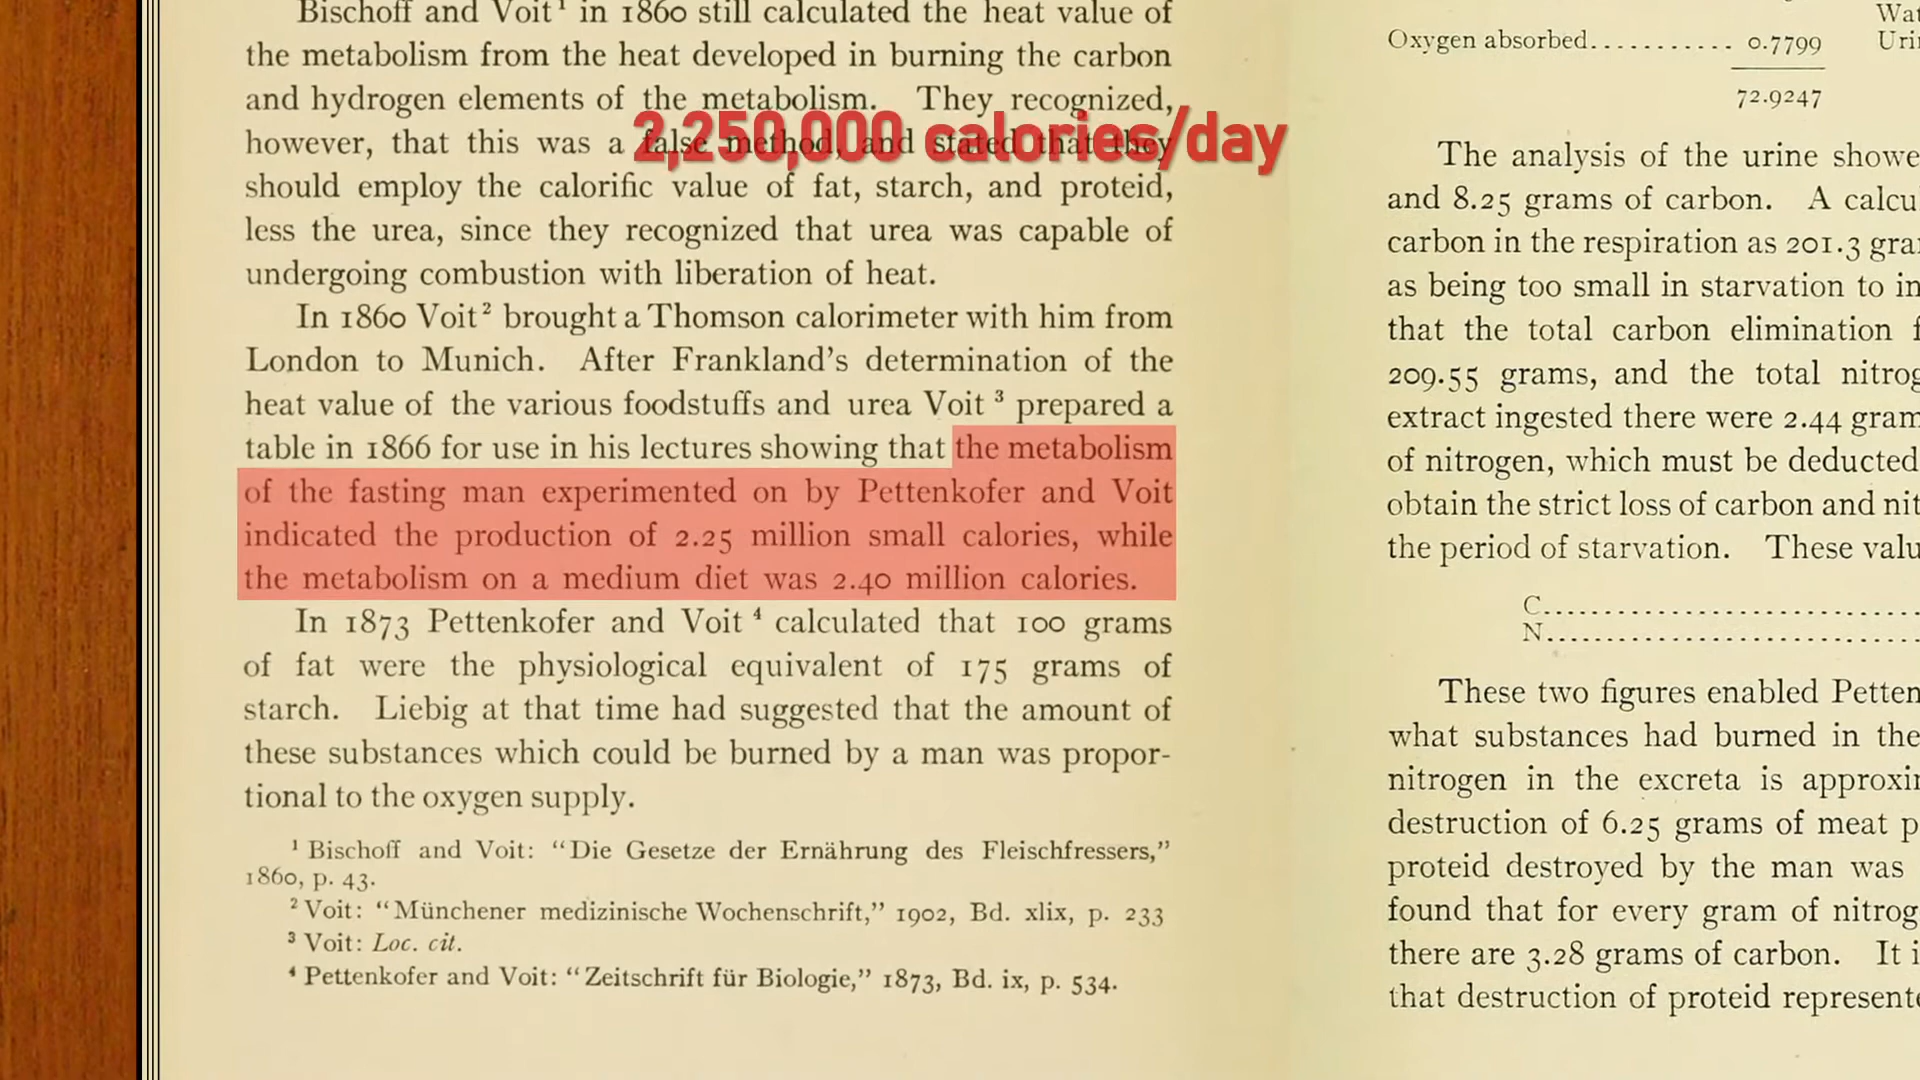 Bischoff and Voit¹ in 1860 still calculated the heat value of
the metabolism from the heat developed in burning the carbon
and hydrogen elements of the metabolism. They recognized,
2,250,000 calories/day
however, that this was a false method, and stated that they
should employ the calorific value of fat, starch, and proteid,
less the urea, since they recognized that urea was capable of
undergoing combustion with liberation of heat.
In 1860 Voit² brought a Thomson calorimeter with him from
London to Munich. After Frankland's determination of the
heat value of the various foodstuffs and urea Voit³ prepared a
table in 1866 for use in his lectures showing that the metabolism
of the fasting man experimented on by Pettenkofer and Voit
indicated the production of 2.25 million small calories, while
the metabolism on a medium diet was 2.40 million calories.
In 1873 Pettenkofer and Voit⁴ calculated that 100 grams
of fat were the physiological equivalent of 175 grams of
starch. Liebig at that time had suggested that the amount of
these substances which could be burned by a man was propor-
tional to the oxygen supply.
¹ Bischoff and Voit: "Die Gesetze der Ernährung des Fleischfressers,"
1860, p. 43.
² Voit: "Münchener medizinische Wochenschrift," 1902, Bd. xlix, p. 233
³ Voit: Loc. cit.
⁴ Pettenkofer and Voit: "Zeitschrift für Biologie," 1873, Bd. ix, p. 534.
Oxygen absorbed........... 0.7799
72.9247
The analysis of the urine
and 8.25 grams of carbon. A
carbon in the respiration as 201.3
as being too small in starvation to
that the total carbon elimination
209.55 grams, and the total
extract ingested there were 2.44
of nitrogen, which must be deducted
obtain the strict loss of carbon and
the period of starvation. These
C.
N.
These two figures enabled
what substances had burned in the
nitrogen in the excreta is
destruction of 6.25 grams of meat
proteid destroyed by the man was
found that for every gram of
there are 3.28 grams of carbon. It
that destruction of proteid